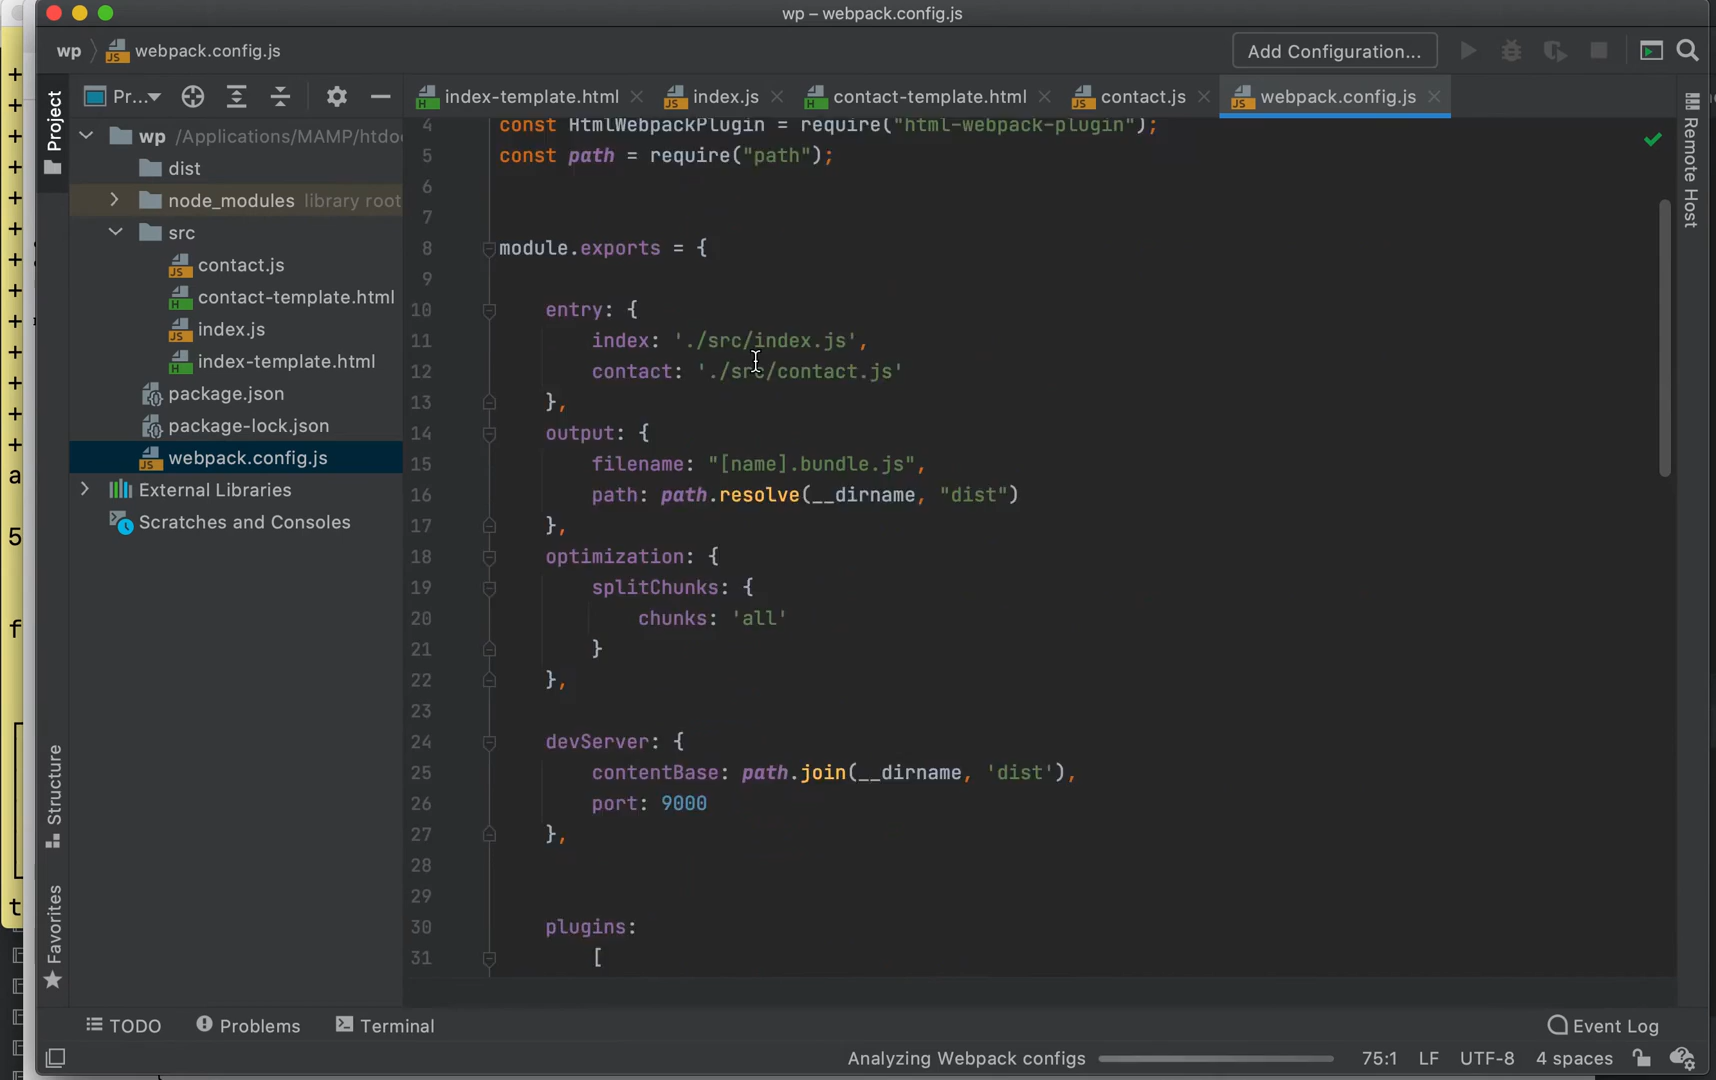 wp – webpack.config.js
wp
webpack.config.js
Add Configuration...
Project
Pr...
index-template.html
index.js
contact-template.html
contact.js
webpack.config.js
wp /Applications/MAMP/htdo
dist
node_modules library root
src
contact.js
contact-template.html
index.js
index-template.html
package.json
package-lock.json
webpack.config.js
External Libraries
Scratches and Consoles
4 const HtmlWebpackPlugin = require("html-webpack-plugin");
5 const path = require("path");
6
7
8 module.exports = {
9
10 entry: {
11 index: './src/index.js',
12 contact: './src/contact.js'
13 },
14 output: {
15 filename: "[name].bundle.js",
16 path: path.resolve(__dirname, "dist")
17 },
18 optimization: {
19 splitChunks: {
20 chunks: 'all'
21 }
22 },
23
24 devServer: {
25 contentBase: path.join(__dirname, 'dist'),
26 port: 9000
27 },
28
29
30 plugins:
31 [
Remote Host
Structure
Favorites
TODO
Problems
Terminal
Event Log
Analyzing Webpack configs
75:1
LF
UTF-8
4 spaces